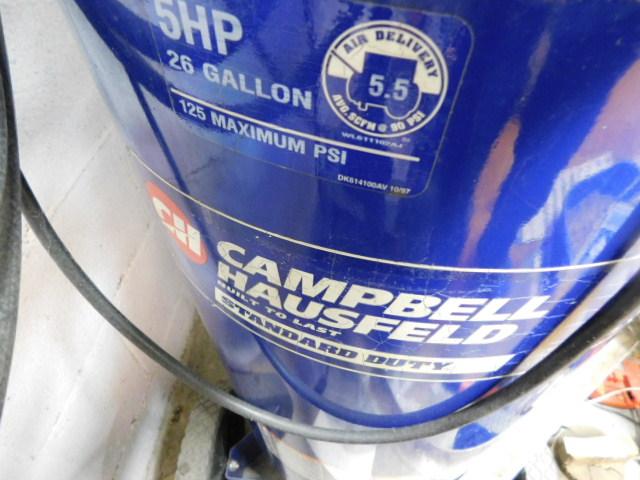 5HP
26 GALLON
125 MAXIMUM PSI
AIR DELIVERY
5.5
AVG. SCFM @ 90 PSI
WL611102AJ
DK614100AV 10/97
CH
CAMPBELL
HAUSFELD
BUILT TO LAST
STANDARD DUTY